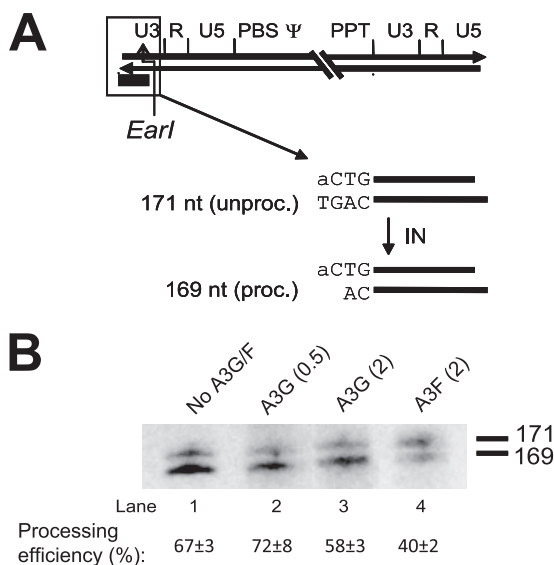 A
U3 R U5 PBS Ψ PPT U3 R U5
EarI
aCTG
171 nt (unproc.) TGAC
IN
aCTG
169 nt (proc.) AC
B
No A3G/F A3G (0.5) A3G (2) A3F (2)
171
169
Lane 1 2 3 4
Processing
efficiency (%): 67±3 72±8 58±3 40±2